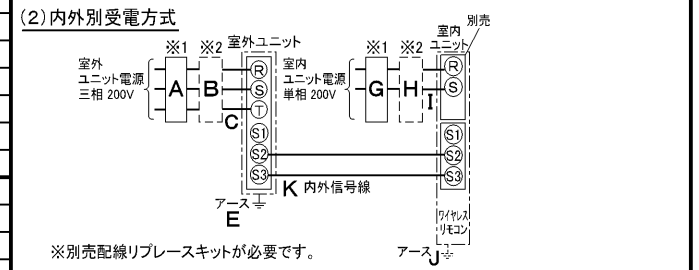 (2)内外別受電方式
※1 ※2 室外ユニット
室外
ユニット電源
三相 200V
A B
R
S
T
S1
S2
S3
C
アース
E
※1 ※2
室内
ユニット
別売
室内
ユニット電源
単相 200V
G H
I
R
S
S1
S2
S3
K 内外信号線
ワイヤレス
リモコン
アース
J
※別売配線リプレースキットが必要です。